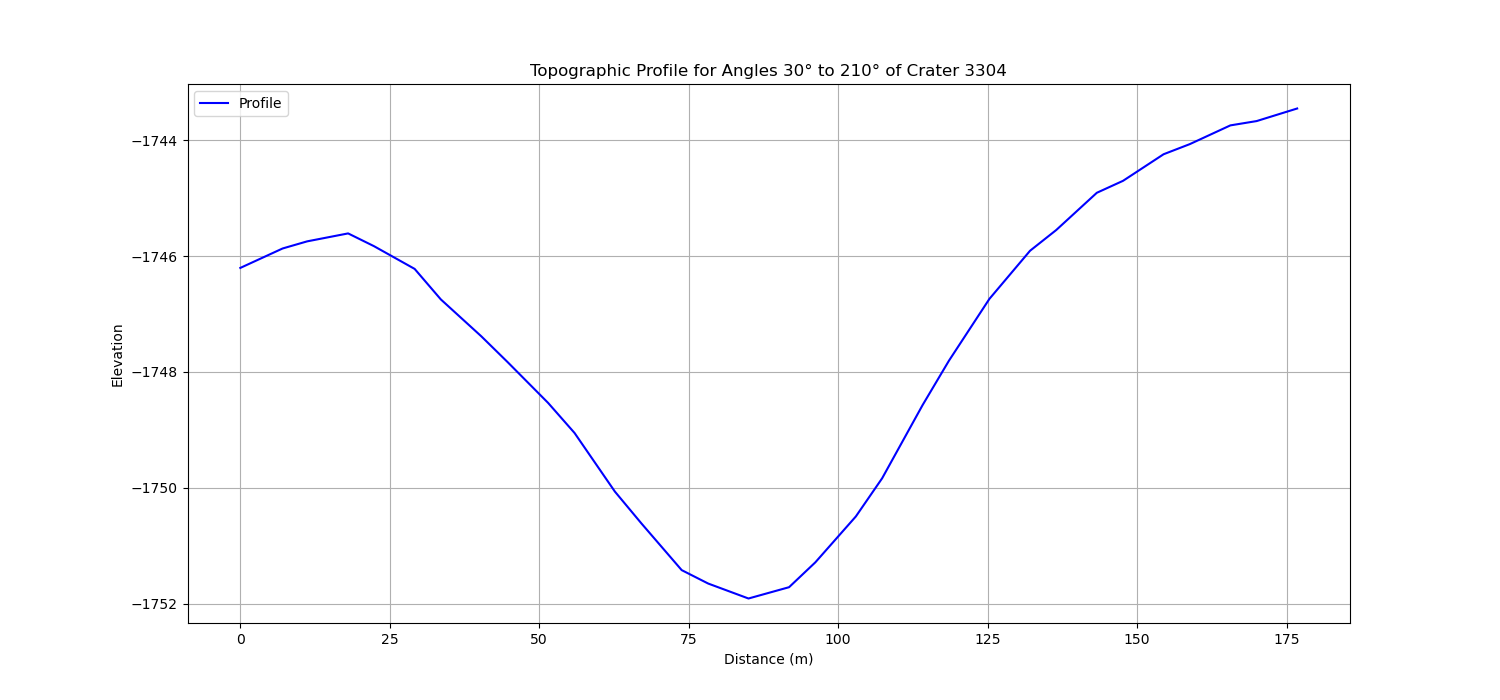 Topographic Profile for Angles 30° to 210° of Crater 3304
Profile
−1744
−1746
−1748
−1750
−1752
Elevation
0 25 50 75 100 125 150 175
Distance (m)